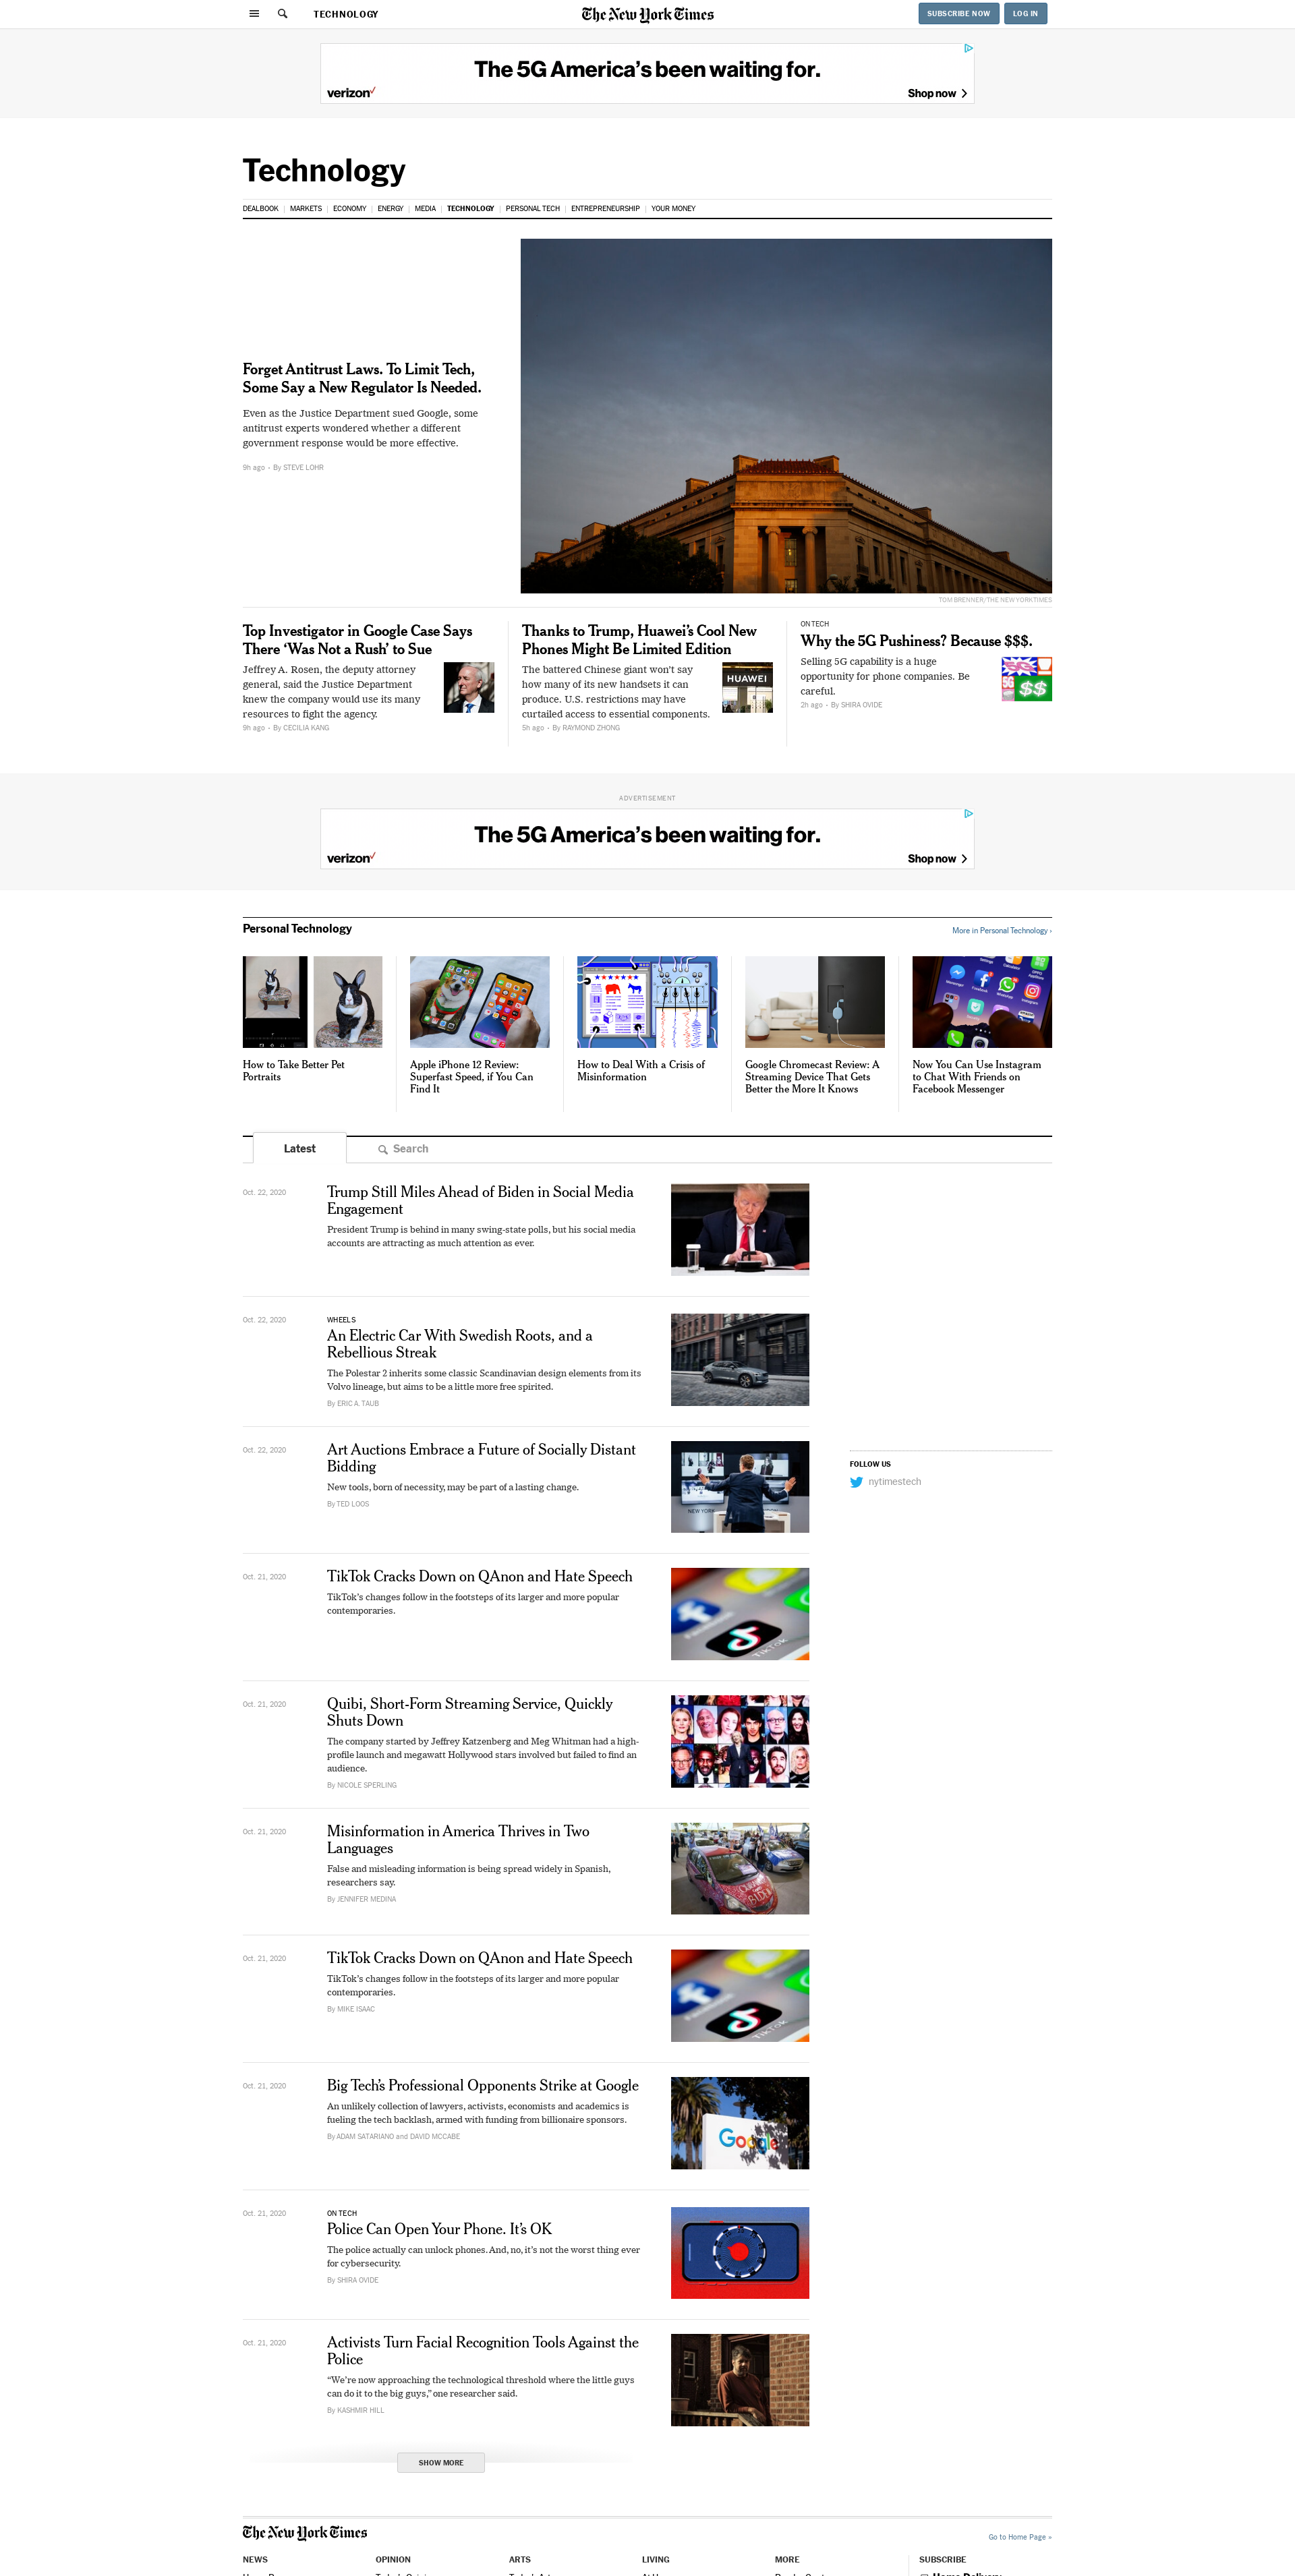 TECHNOLOGY
The New York Times
SUBSCRIBE NOW
LOG IN
The 5G America's been waiting for.
verizon
Shop now
Technology
DEALBOOK
MARKETS
ECONOMY
ENERGY
MEDIA
TECHNOLOGY
PERSONAL TECH
ENTREPRENEURSHIP
YOUR MONEY
Forget Antitrust Laws. To Limit Tech,
Some Say a New Regulator Is Needed.
Even as the Justice Department sued Google, some
antitrust experts wondered whether a different
government response would be more effective.
9h ago • By STEVE LOHR
TOM BRENNER/THE NEW YORK TIMES
Top Investigator in Google Case Says
There ‘Was Not a Rush’ to Sue
Jeffrey A. Rosen, the deputy attorney
general, said the Justice Department
knew the company would use its many
resources to fight the agency.
9h ago • By CECILIA KANG
Thanks to Trump, Huawei’s Cool New
Phones Might Be Limited Edition
The battered Chinese giant won’t say
how many of its new handsets it can
produce. U.S. restrictions may have
curtailed access to essential components.
5h ago • By RAYMOND ZHONG
HUAWEI
ON TECH
Why the 5G Pushiness? Because $$$.
Selling 5G capability is a huge
opportunity for phone companies. Be
careful.
2h ago • By SHIRA OVIDE
5G
$$
ADVERTISEMENT
The 5G America's been waiting for.
verizon
Shop now
Personal Technology
More in Personal Technology ›
How to Take Better Pet
Portraits
Apple iPhone 12 Review:
Superfast Speed, if You Can
Find It
How to Deal With a Crisis of
Misinformation
Google Chromecast Review: A
Streaming Device That Gets
Better the More It Knows
Now You Can Use Instagram
to Chat With Friends on
Facebook Messenger
Latest
Search
Oct. 22, 2020
Trump Still Miles Ahead of Biden in Social Media
Engagement
President Trump is behind in many swing-state polls, but his social media
accounts are attracting as much attention as ever.
Oct. 22, 2020
WHEELS
An Electric Car With Swedish Roots, and a
Rebellious Streak
The Polestar 2 inherits some classic Scandinavian design elements from its
Volvo lineage, but aims to be a little more free spirited.
By ERIC A. TAUB
Oct. 22, 2020
Art Auctions Embrace a Future of Socially Distant
Bidding
New tools, born of necessity, may be part of a lasting change.
By TED LOOS
NEW YORK
FOLLOW US
nytimestech
Oct. 21, 2020
TikTok Cracks Down on QAnon and Hate Speech
TikTok’s changes follow in the footsteps of its larger and more popular
contemporaries.
TikTok
Oct. 21, 2020
Quibi, Short-Form Streaming Service, Quickly
Shuts Down
The company started by Jeffrey Katzenberg and Meg Whitman had a high-
profile launch and megawatt Hollywood stars involved but failed to find an
audience.
By NICOLE SPERLING
Oct. 21, 2020
Misinformation in America Thrives in Two
Languages
False and misleading information is being spread widely in Spanish,
researchers say.
By JENNIFER MEDINA
Oct. 21, 2020
TikTok Cracks Down on QAnon and Hate Speech
TikTok’s changes follow in the footsteps of its larger and more popular
contemporaries.
By MIKE ISAAC
TikTok
Oct. 21, 2020
Big Tech’s Professional Opponents Strike at Google
An unlikely collection of lawyers, activists, economists and academics is
fueling the tech backlash, armed with funding from billionaire sponsors.
By ADAM SATARIANO and DAVID MCCABE
Google
Oct. 21, 2020
ON TECH
Police Can Open Your Phone. It’s OK
The police actually can unlock phones. And, no, it’s not the worst thing ever
for cybersecurity.
By SHIRA OVIDE
Oct. 21, 2020
Activists Turn Facial Recognition Tools Against the
Police
“We’re now approaching the technological threshold where the little guys
can do it to the big guys,” one researcher said.
By KASHMIR HILL
SHOW MORE
The New York Times
Go to Home Page »
NEWS
OPINION
ARTS
LIVING
MORE
SUBSCRIBE